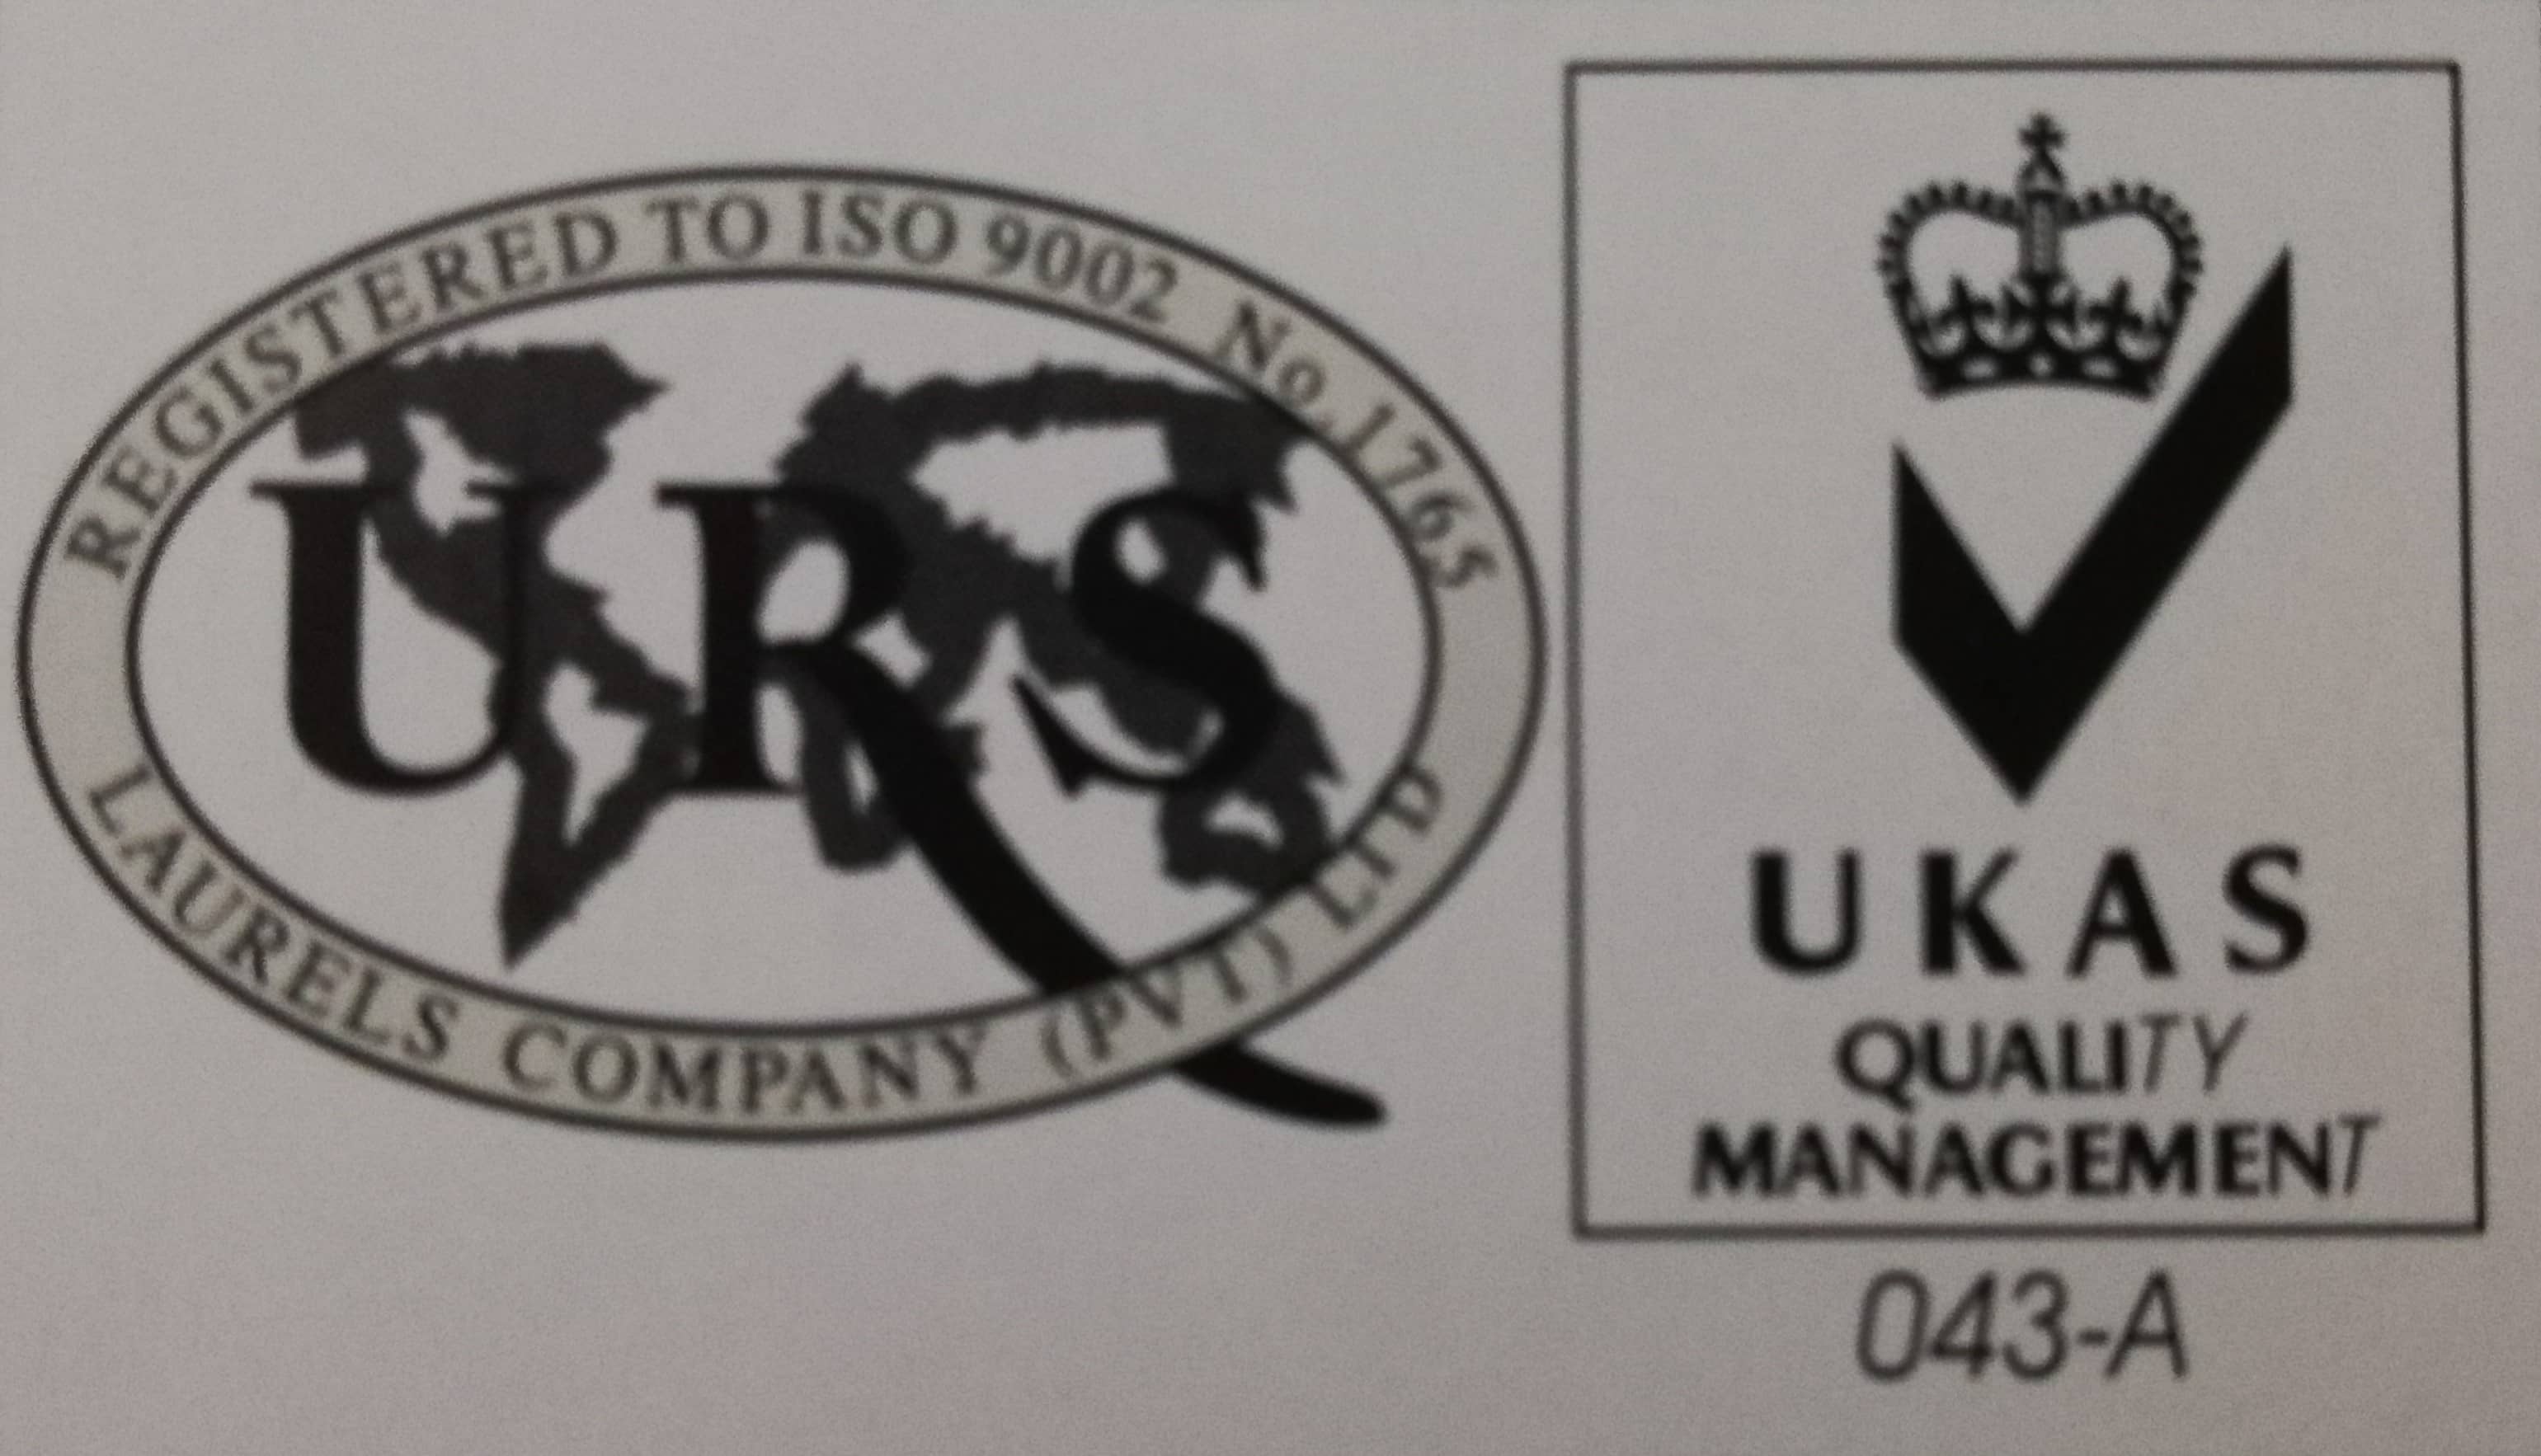 REGISTERED TO ISO 9002 No.1765
URS
LAURELS COMPANY (PVT) LTD
UKAS
QUALITY
MANAGEMENT
043-A